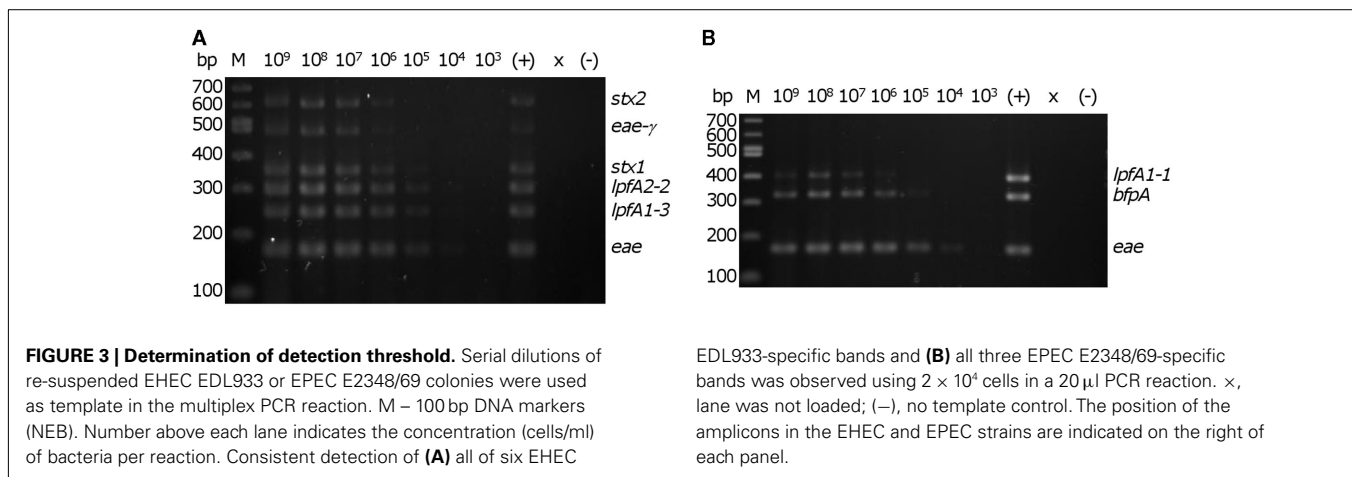 A
bp M 10⁹ 10⁸ 10⁷ 10⁶ 10⁵ 10⁴ 10³ (+) x (-)
700
600
500
400
300
200
100
stx2
eae-γ
stx1
lpfA2-2
lpfA1-3
eae
B
bp M 10⁹ 10⁸ 10⁷ 10⁶ 10⁵ 10⁴ 10³ (+) x (-)
700
600
500
400
300
200
100
lpfA1-1
bfpA
eae
FIGURE 3 | Determination of detection threshold. Serial dilutions of
re-suspended EHEC EDL933 or EPEC E2348/69 colonies were used
as template in the multiplex PCR reaction. M – 100 bp DNA markers
(NEB). Number above each lane indicates the concentration (cells/ml)
of bacteria per reaction. Consistent detection of (A) all of six EHEC
EDL933-specific bands and (B) all three EPEC E2348/69-specific
bands was observed using 2 × 10⁴ cells in a 20 μl PCR reaction. ×,
lane was not loaded; (−), no template control. The position of the
amplicons in the EHEC and EPEC strains are indicated on the right of
each panel.